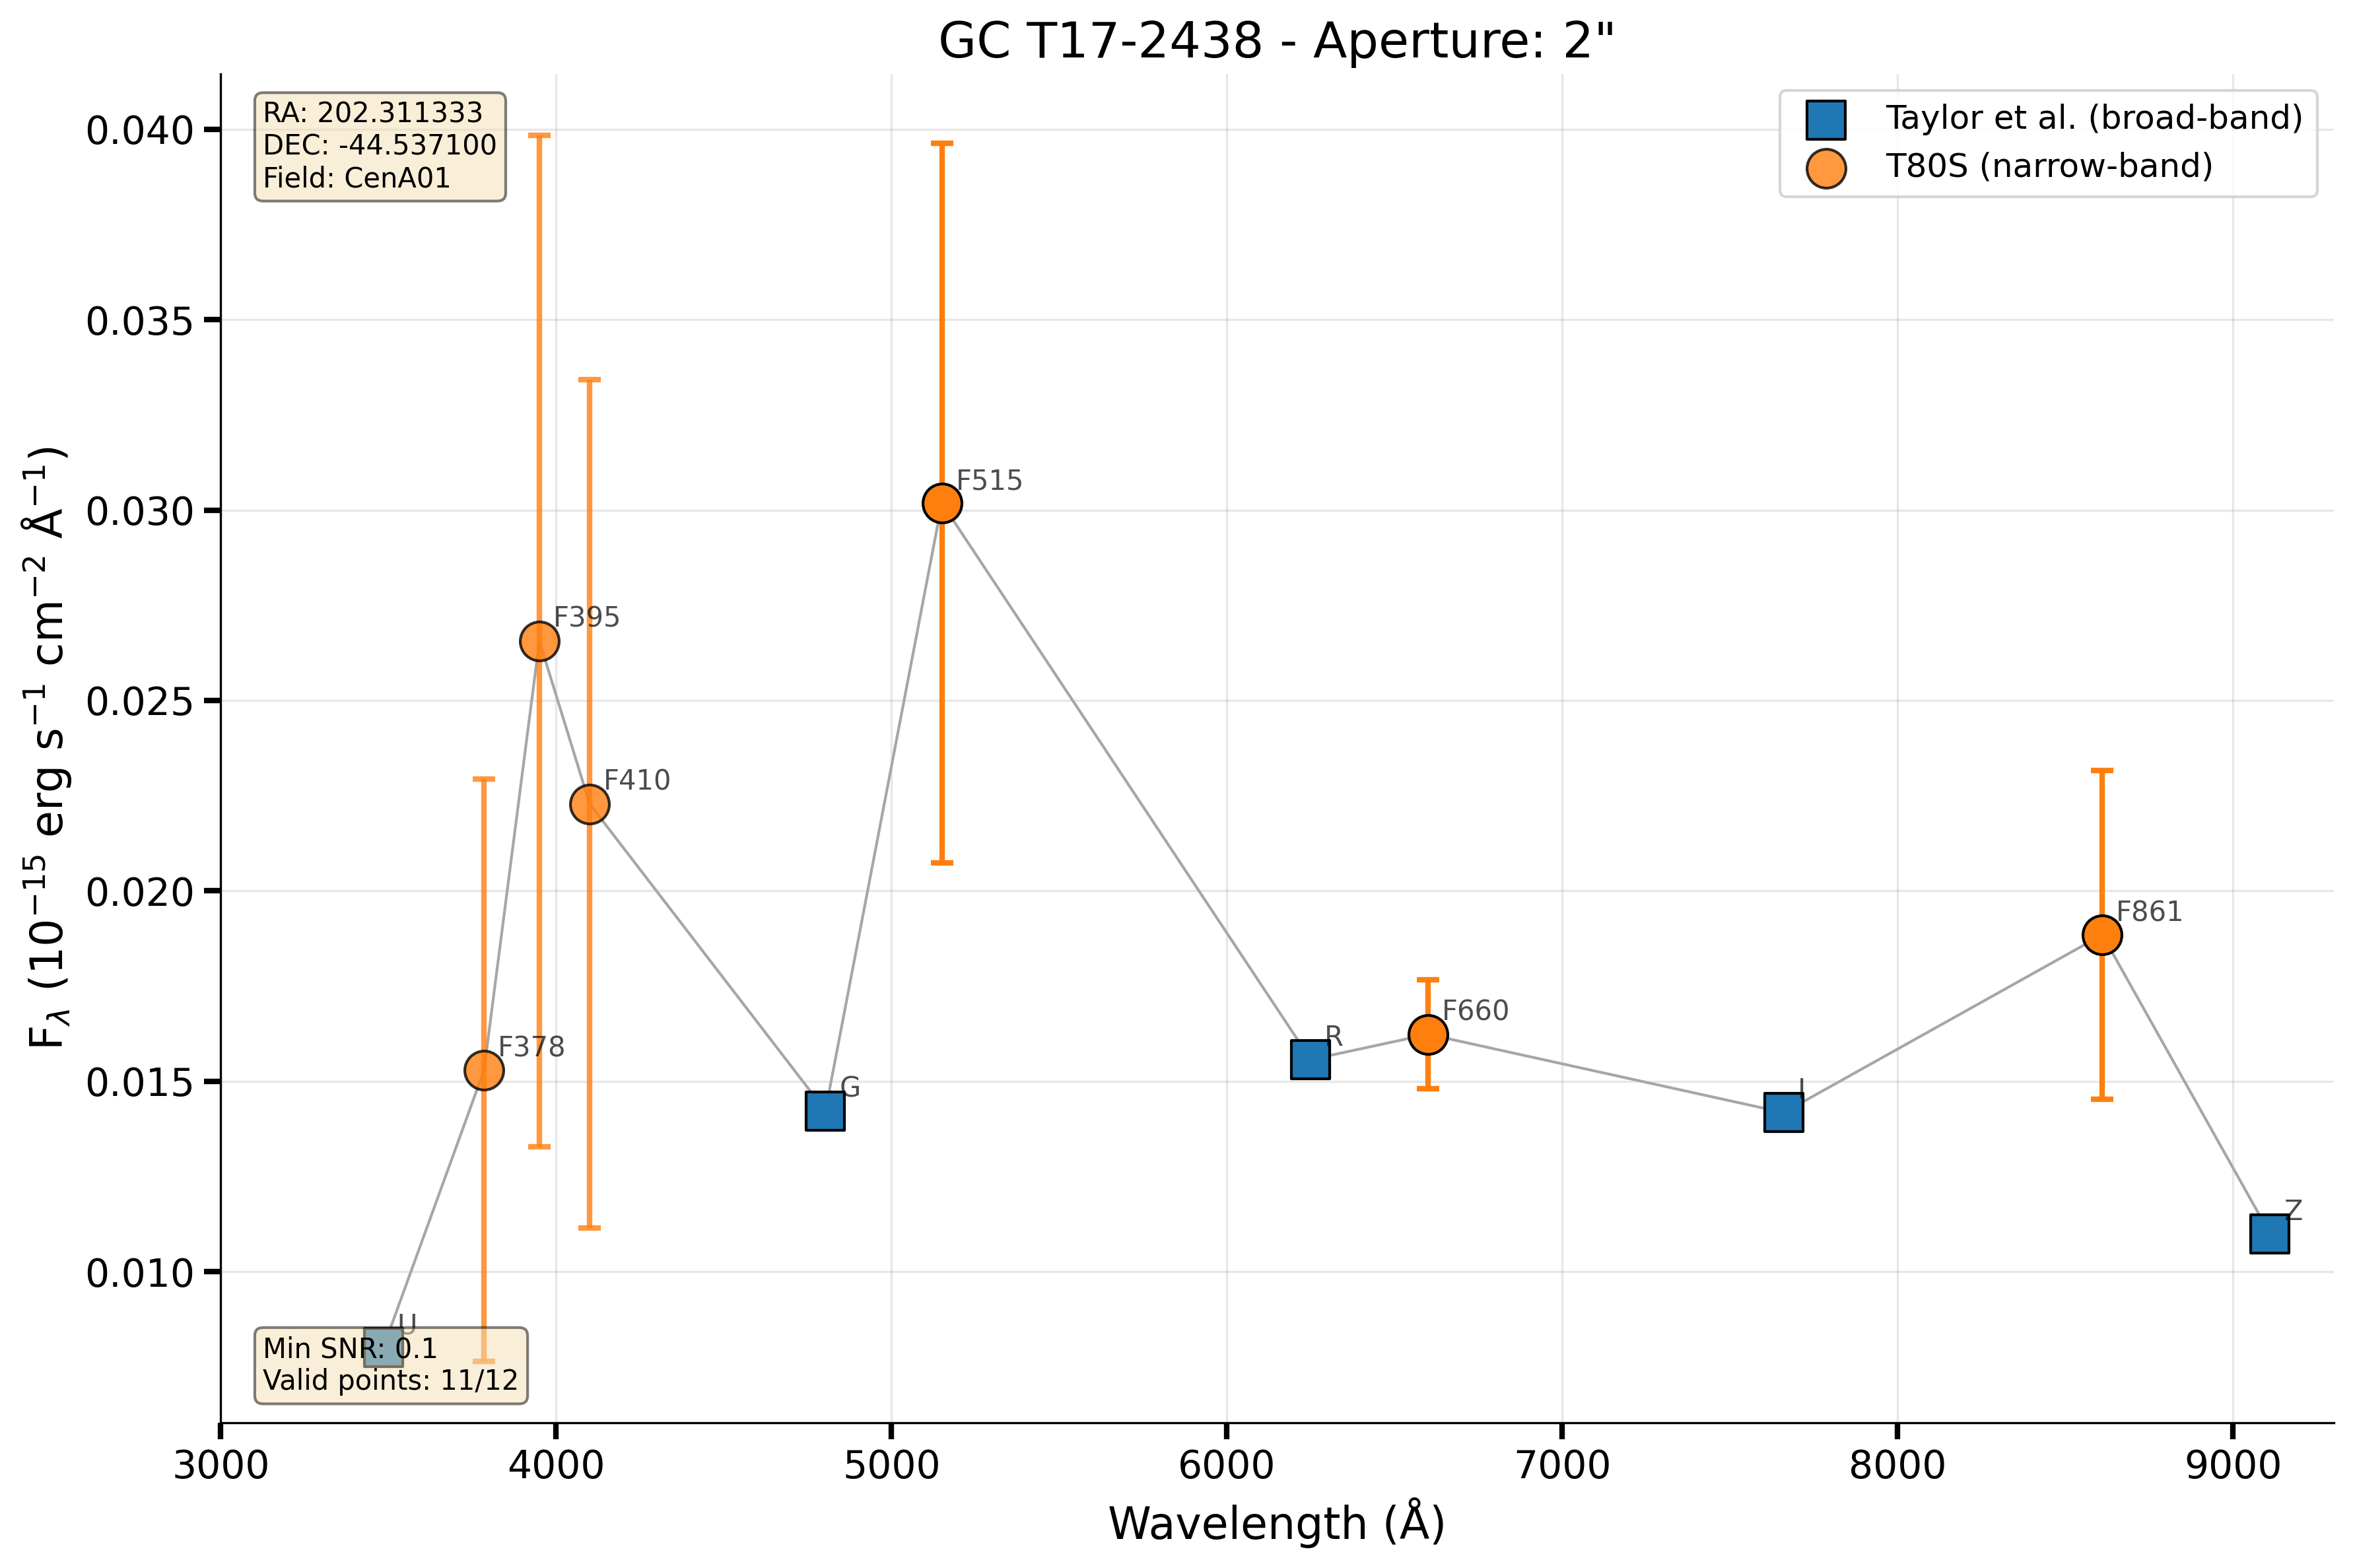 GC T17-2438 - Aperture: 2"
RA: 202.311333
DEC: -44.537100
Field: CenA01
Taylor et al. (broad-band)
T80S (narrow-band)
0.040
0.035
0.030
0.025
0.020
0.015
0.010
F$_λ$ (10$^{−15}$ erg s$^{−1}$ cm$^{−2}$ Å$^{−1}$)
F515
F395
F410
F861
F660
R
F378
G
I
Z
U
Min SNR: 0.1
Valid points: 11/12
3000
4000
5000
6000
7000
8000
9000
Wavelength (Å)